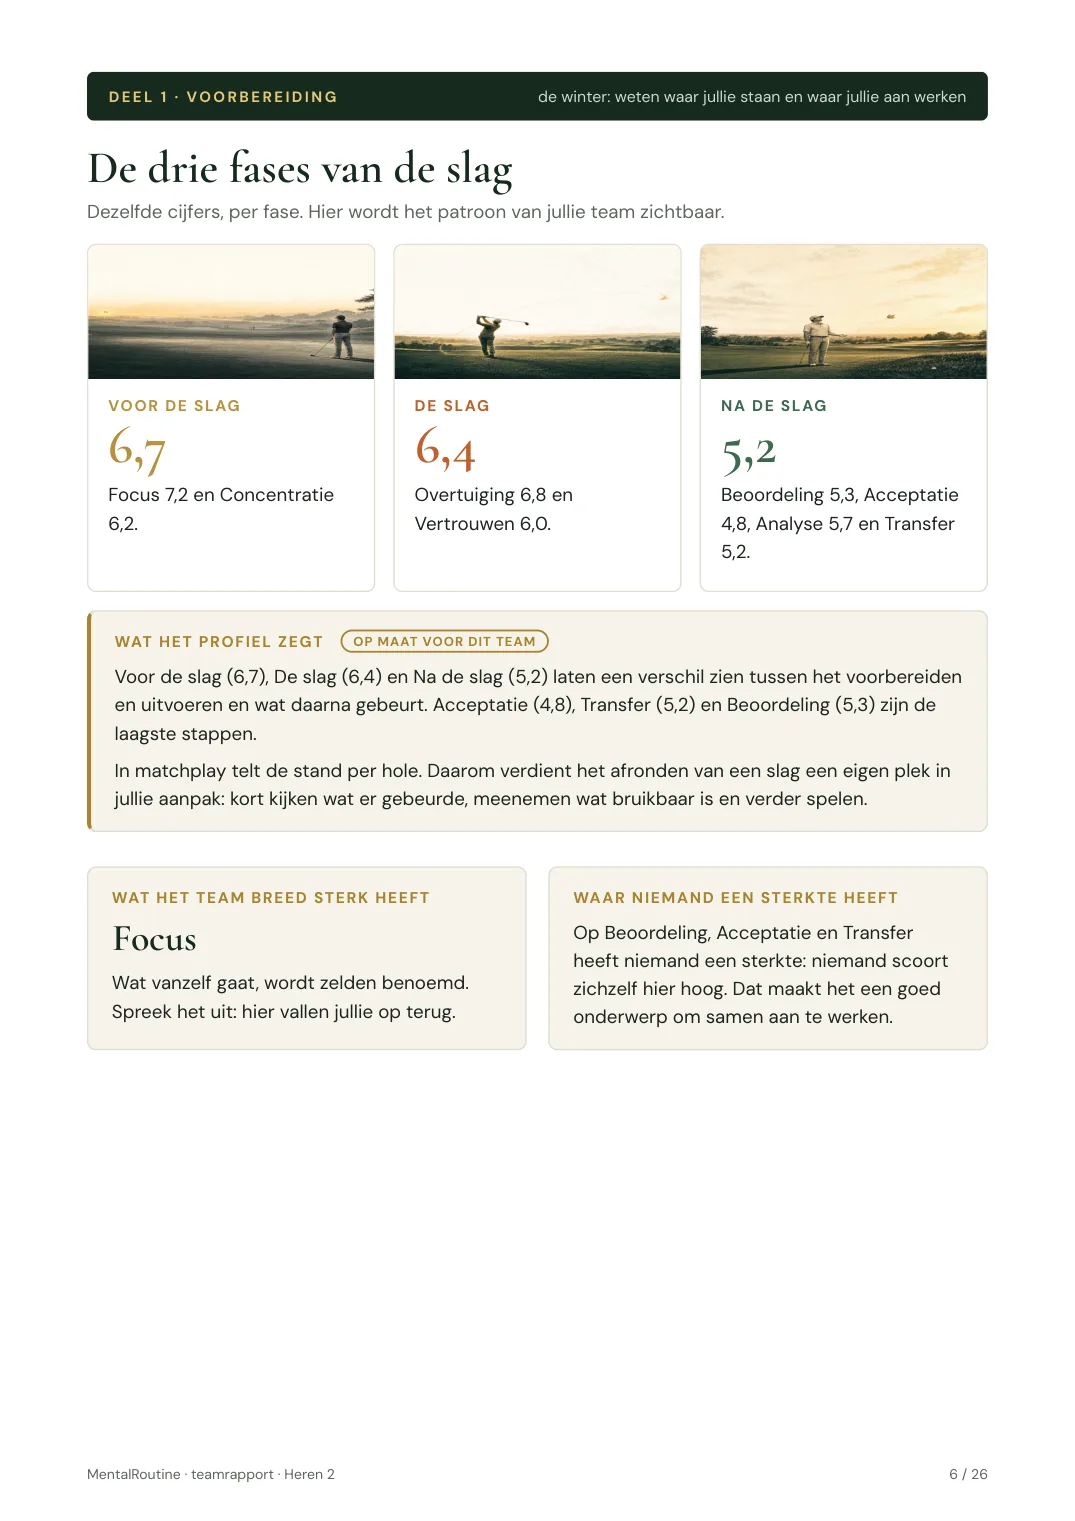 DEEL 1 · VOORBEREIDING
de winter: weten waar jullie staan en waar jullie aan werken
De drie fases van de slag
Dezelfde cijfers, per fase. Hier wordt het patroon van jullie team zichtbaar.
VOOR DE SLAG
6,7
Focus 7,2 en Concentratie
6,2.
DE SLAG
6,4
Overtuiging 6,8 en
Vertrouwen 6,0.
NA DE SLAG
5,2
Beoordeling 5,3, Acceptatie
4,8, Analyse 5,7 en Transfer
5,2.
WAT HET PROFIEL ZEGT
OP MAAT VOOR DIT TEAM
Voor de slag (6,7), De slag (6,4) en Na de slag (5,2) laten een verschil zien tussen het voorbereiden
en uitvoeren en wat daarna gebeurt. Acceptatie (4,8), Transfer (5,2) en Beoordeling (5,3) zijn de
laagste stappen.
In matchplay telt de stand per hole. Daarom verdient het afronden van een slag een eigen plek in
jullie aanpak: kort kijken wat er gebeurde, meenemen wat bruikbaar is en verder spelen.
WAT HET TEAM BREED STERK HEEFT
Focus
Wat vanzelf gaat, wordt zelden benoemd.
Spreek het uit: hier vallen jullie op terug.
WAAR NIEMAND EEN STERKTE HEEFT
Op Beoordeling, Acceptatie en Transfer
heeft niemand een sterkte: niemand scoort
zichzelf hier hoog. Dat maakt het een goed
onderwerp om samen aan te werken.
MentalRoutine · teamrapport · Heren 2
6 / 26